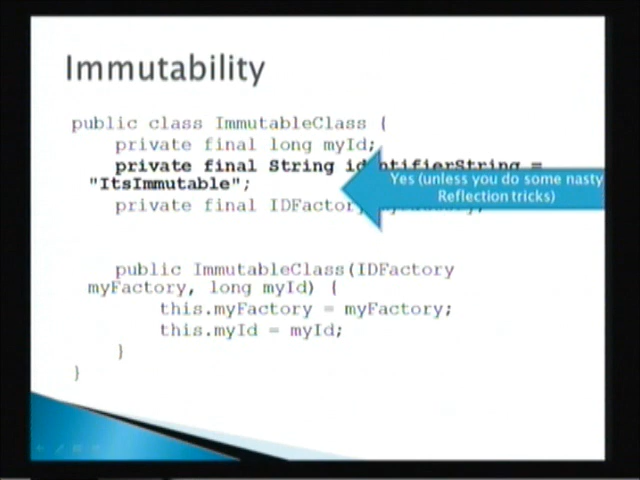 Immutability
public class ImmutableClass {
private final long myId;
private final String identifierString =
"ItsImmutable";
private final IDFactory
Yes (unless you do some nasty
Reflection tricks)
public ImmutableClass(IDFactory
myFactory, long myId) {
this.myFactory = myFactory;
this.myId = myId;
}
}